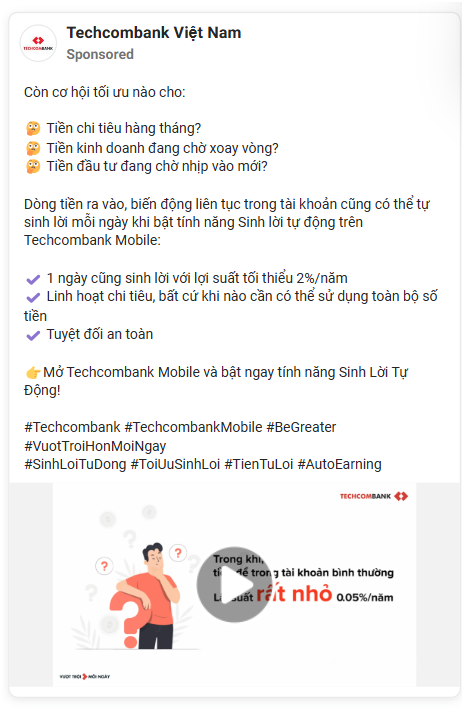 Techcombank Việt Nam
Sponsored
TECHCOMBANK
Còn cơ hội tối ưu nào cho:
🤔 Tiền chi tiêu hàng tháng?
🤔 Tiền kinh doanh đang chờ xoay vòng?
🤔 Tiền đầu tư đang chờ nhịp vào mới?
Dòng tiền ra vào, biến động liên tục trong tài khoản cũng có thể tự
sinh lời mỗi ngày khi bật tính năng Sinh lời tự động trên
Techcombank Mobile:
✔ 1 ngày cũng sinh lời với lợi suất tối thiểu 2%/năm
✔ Linh hoạt chi tiêu, bất cứ khi nào cần có thể sử dụng toàn bộ số
tiền
✔ Tuyệt đối an toàn
👉Mở Techcombank Mobile và bật ngay tính năng Sinh Lời Tự
Động!
#Techcombank #TechcombankMobile #BeGreater
#VuotTroiHonMoiNgay
#SinhLoiTuDong #ToiUuSinhLoi #TienTuLoi #AutoEarning
TECHCOMBANK
Trong khi,
để trong tài khoản bình thường
suất rất nhỏ 0.05%/năm
VƯỢT TRỘI MỖI NGÀY